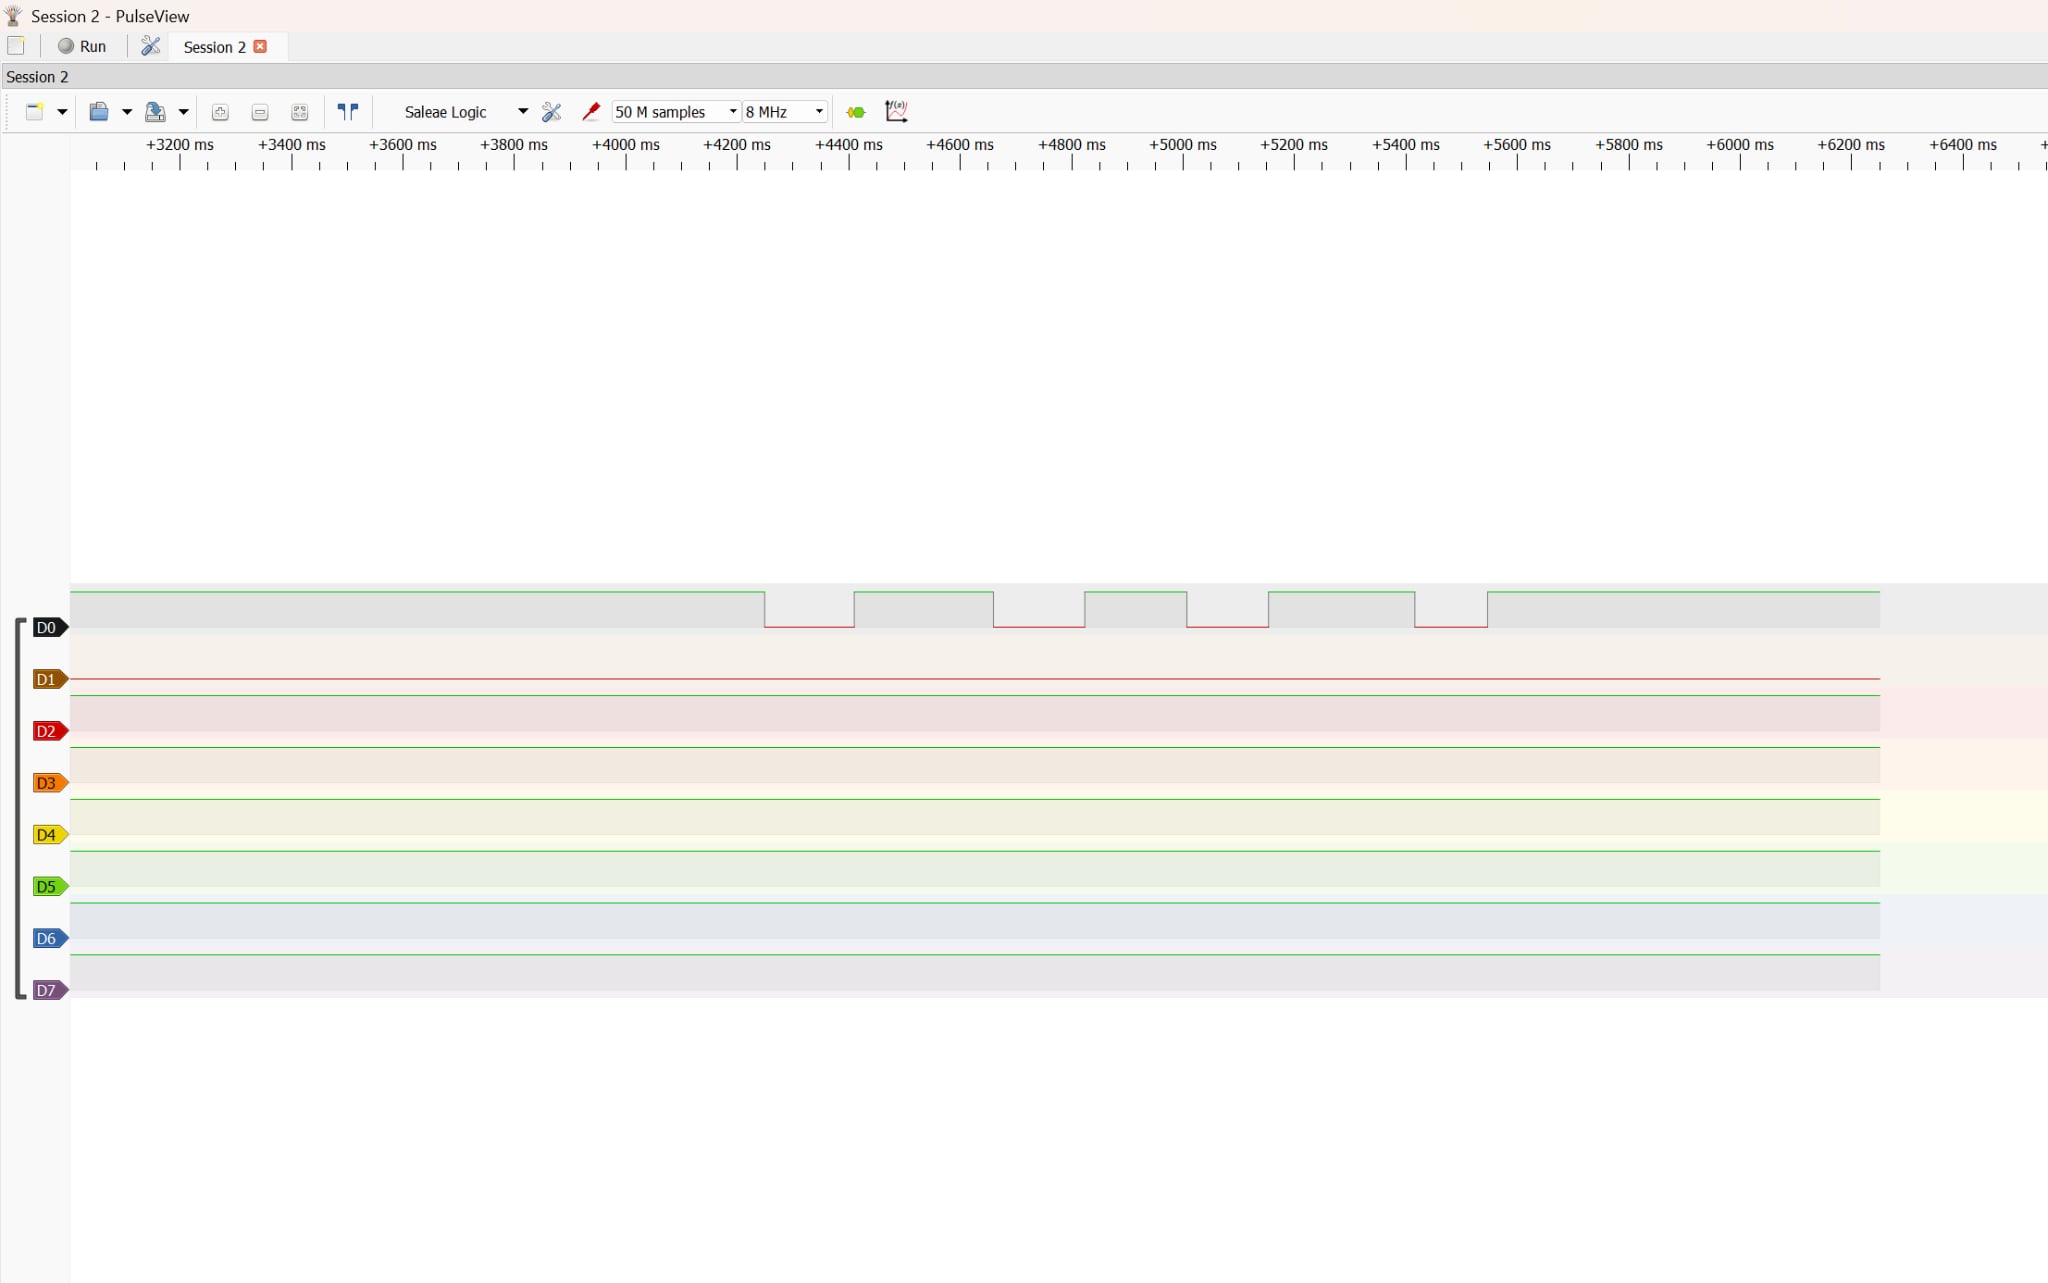 Session 2 - PulseView
Run
Session 2
Session 2
Saleae Logic
50 M samples
8 MHz
f(x)
+3200 ms +3400 ms +3600 ms +3800 ms +4000 ms +4200 ms +4400 ms +4600 ms +4800 ms +5000 ms +5200 ms +5400 ms +5600 ms +5800 ms +6000 ms +6200 ms +6400 ms +
D0
D1
D2
D3
D4
D5
D6
D7